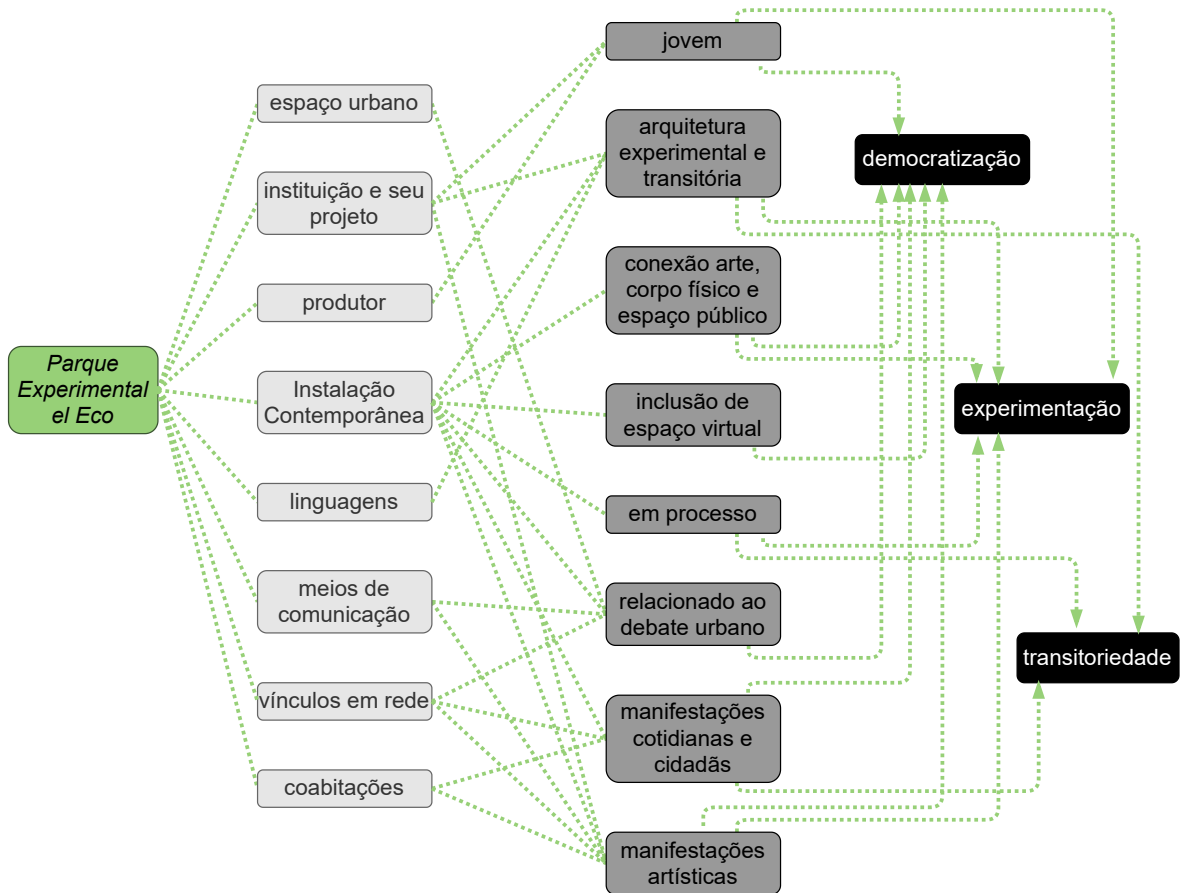 Parque
Experimental
el Eco
espaço urbano
instituição e seu
projeto
produtor
Instalação
Contemporânea
linguagens
meios de
comunicação
vínculos em rede
coabitações
jovem
arquitetura
experimental e
transitória
conexão arte,
corpo físico e
espaço público
inclusão de
espaço virtual
em processo
relacionado ao
debate urbano
manifestações
cotidianas e
cidadãs
manifestações
artísticas
democratização
experimentação
transitoriedade